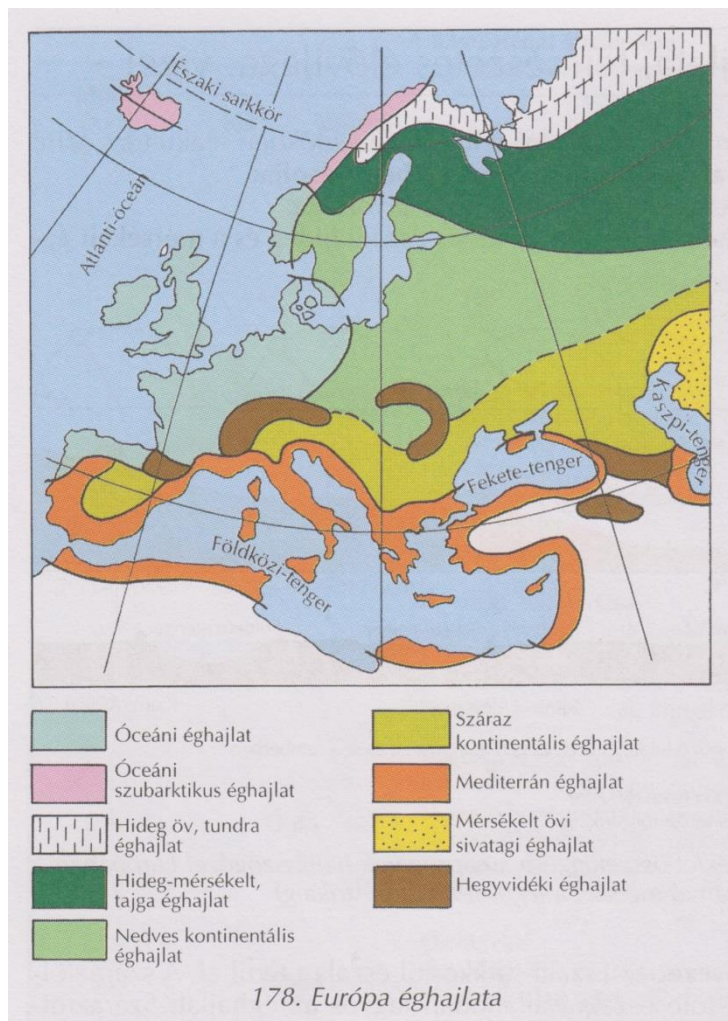 Északi sarkkör
Atlanti-óceán
Kaszpi-tenger
Fekete-tenger
Földközi-tenger
Óceáni éghajlat
Óceáni
szubarktikus éghajlat
Hideg öv, tundra
éghajlat
Hideg-mérsékelt,
tajga éghajlat
Nedves kontinentális
éghajlat
Száraz
kontinentális éghajlat
Mediterrán éghajlat
Mérsékelt övi
sivatagi éghajlat
Hegyvidéki éghajlat
178. Európa éghajlata